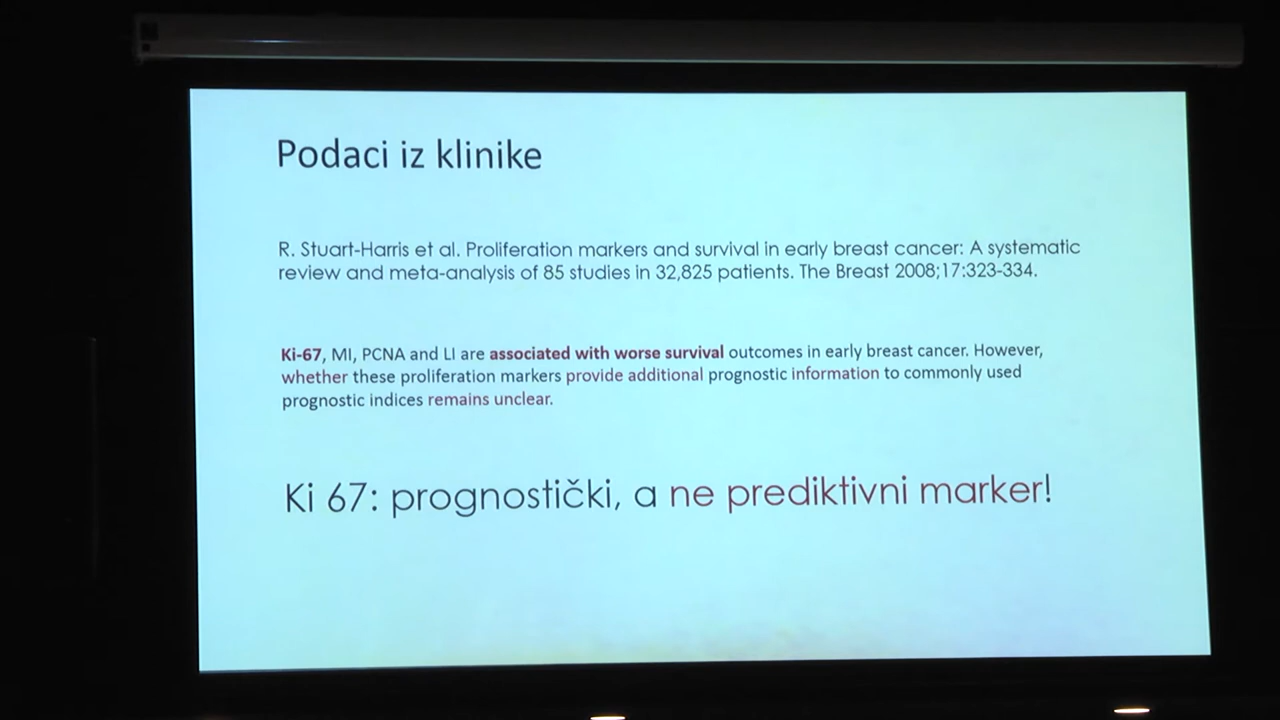 Podaci iz klinike
R. Stuart-Harris et al. Proliferation markers and survival in early breast cancer: A systematic
review and meta-analysis of 85 studies in 32,825 patients. The Breast 2008;17:323-334.
Ki-67, MI, PCNA and LI are associated with worse survival outcomes in early breast cancer. However,
whether these proliferation markers provide additional prognostic information to commonly used
prognostic indices remains unclear.
Ki 67: prognostički, a ne prediktivni marker!